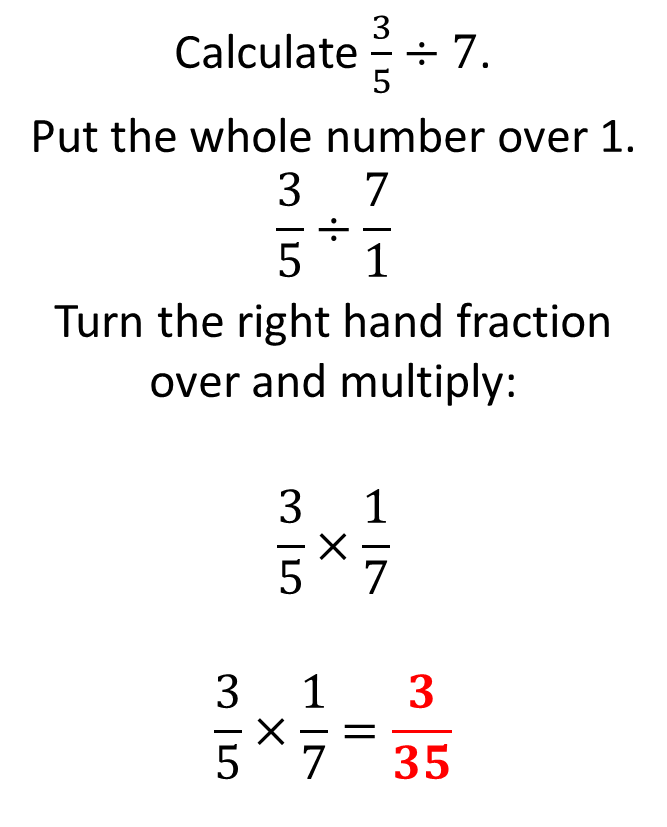 Calculate 3/5 ÷ 7.
Put the whole number over 1.
3/5 ÷ 7/1
Turn the right hand fraction
over and multiply:
3/5 × 1/7
3/5 × 1/7 = 3/35